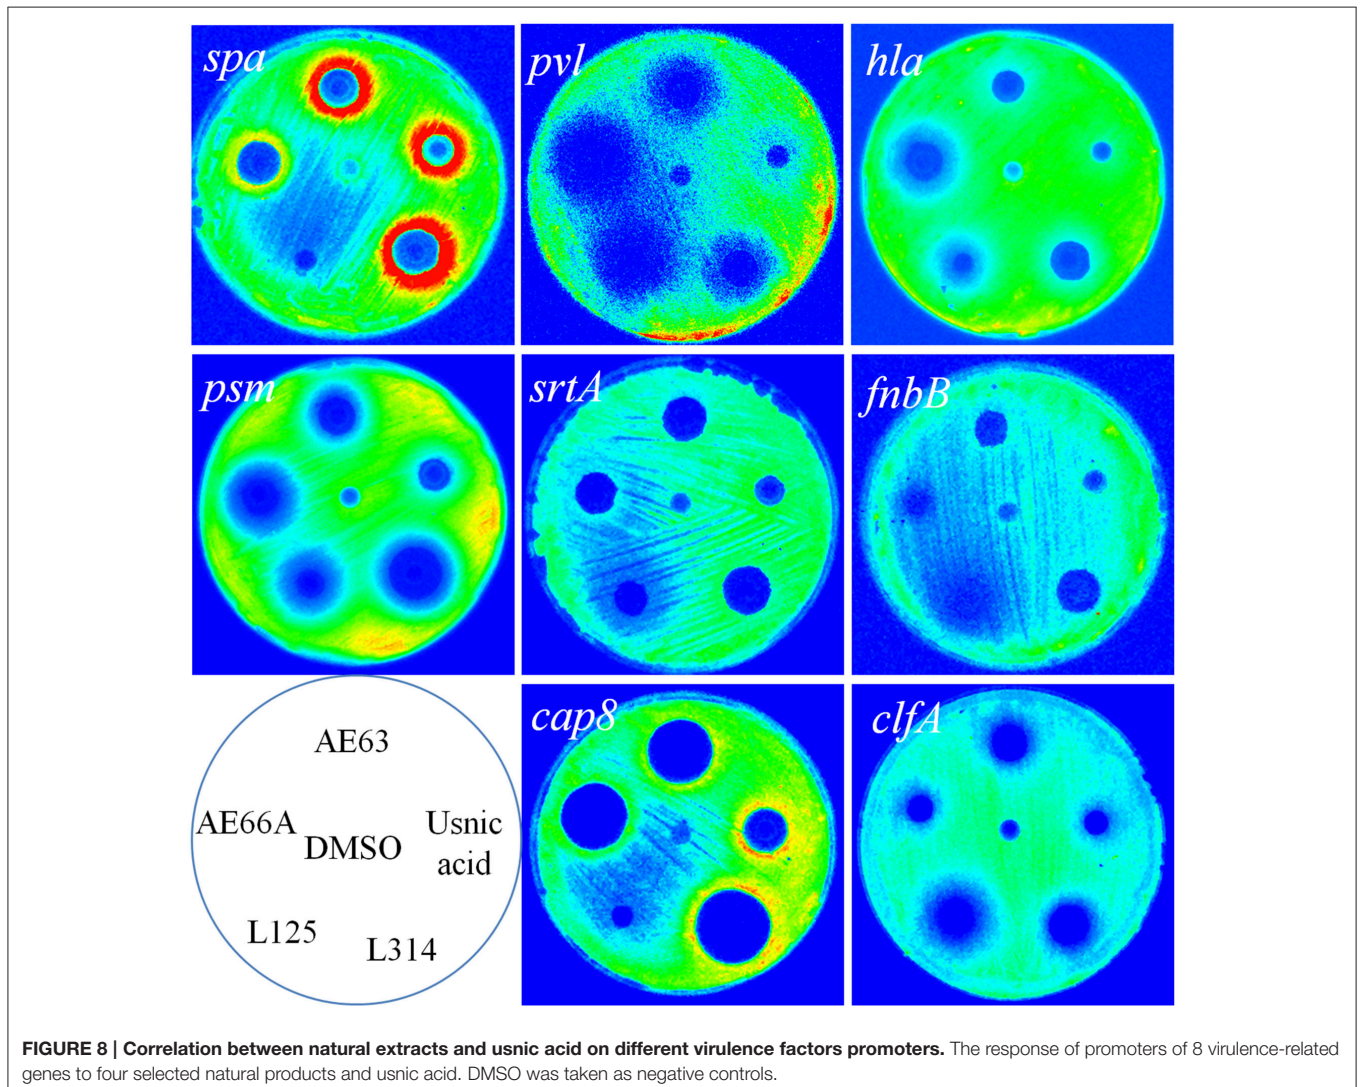 spa pvl hla
psm srtA fnbB
AE63
AE66A DMSO Usnic acid
L125 L314
cap8 clfA
FIGURE 8 | Correlation between natural extracts and usnic acid on different virulence factors promoters. The response of promoters of 8 virulence-related
genes to four selected natural products and usnic acid. DMSO was taken as negative controls.